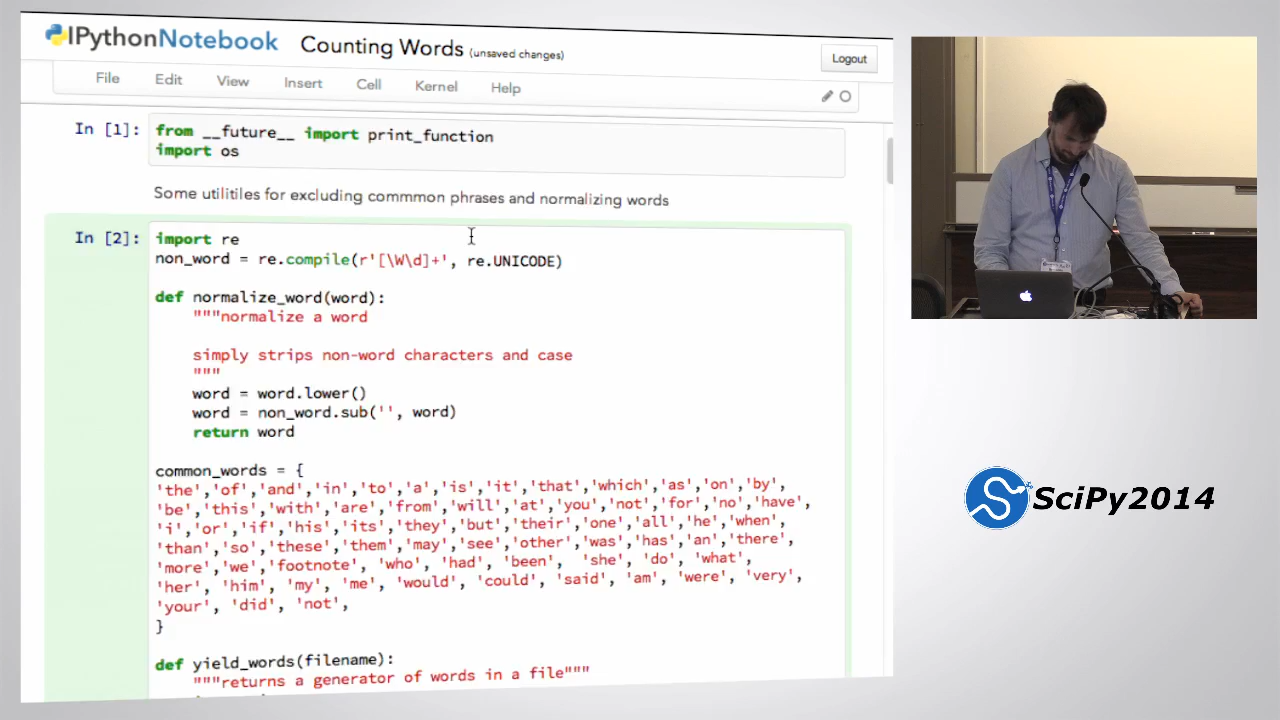 IPythonNotebook Counting Words (unsaved changes)
Logout
File Edit View Insert Cell Kernel Help
In [1]: from __future__ import print_function
import os
Some utilitiles for excluding commmon phrases and normalizing words
In [2]: import re
non_word = re.compile(r'[\W\d]+', re.UNICODE)
def normalize_word(word):
"""normalize a word
simply strips non-word characters and case
"""
word = word.lower()
word = non_word.sub('', word)
return word
common_words = {
'the','of','and','in','to','a','is','it','that','which','as','on','by',
'be','this','with','are','from','will','at','you','not','for','no','have',
'i','or','if','his','its','they','but','their','one','all','he','when',
'than','so','these','them','may','see','other','was','has','an','there',
'more','we','footnote', 'who', 'had', 'been', 'she', 'do', 'what',
'her', 'him', 'my', 'me', 'would', 'could', 'said', 'am', 'were', 'very',
'your', 'did', 'not',
}
def yield_words(filename):
"""returns a generator of words in a file"""
SciPy2014